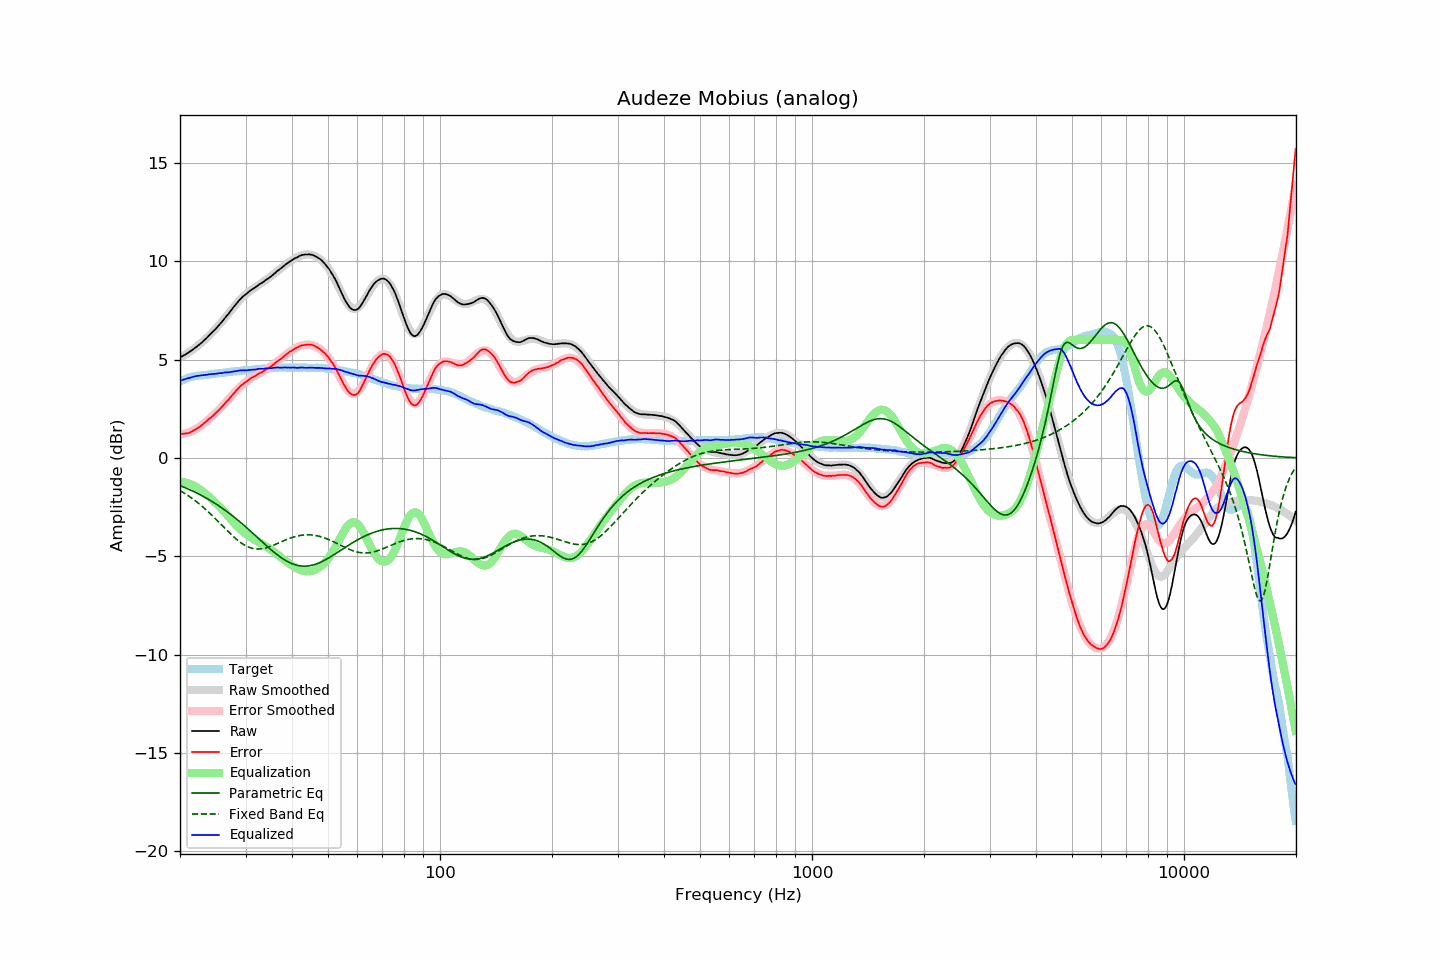 Audeze Mobius (analog)
Amplitude (dBr)
15
10
5
0
−5
−10
−15
−20
Target
Raw Smoothed
Error Smoothed
Raw
Error
Equalization
Parametric Eq
Fixed Band Eq
Equalized
100
1000
10000
Frequency (Hz)